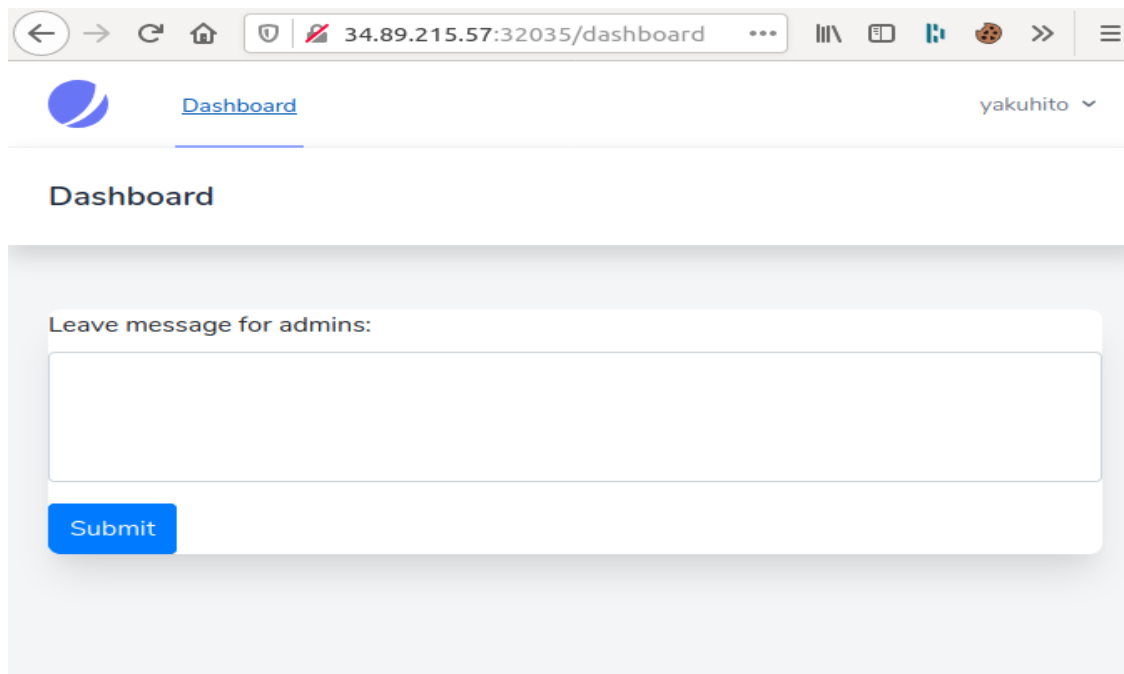 34.89.215.57:32035/dashboard
Dashboard
yakuhito
Dashboard
Leave message for admins:
Submit